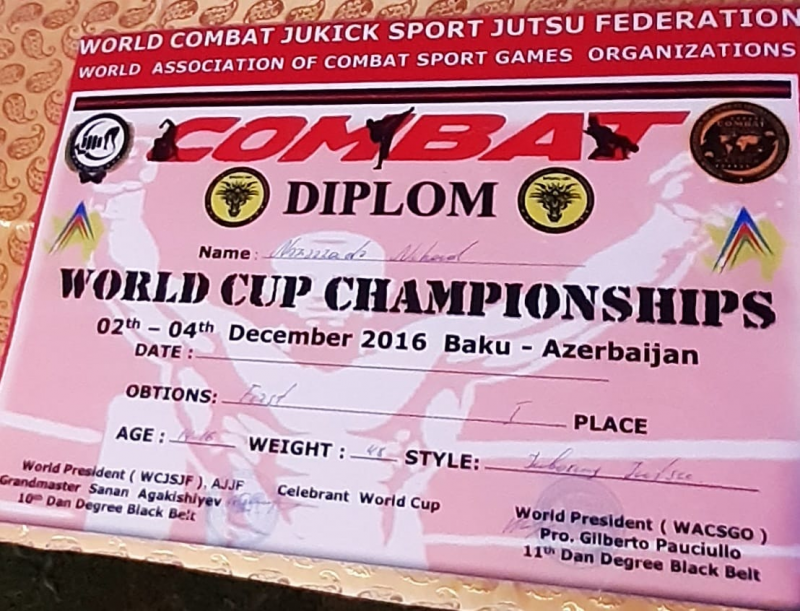 WORLD COMBAT JUKICK SPORT JUTSU FEDERATION
WORLD ASSOCIATION OF COMBAT SPORT GAMES ORGANIZATIONS
COMBAT
DIPLOM
Name :
WORLD CUP CHAMPIONSHIPS
02th - 04th December 2016 Baku - Azerbaijan
DATE :
OBTIONS: I PLACE
AGE : WEIGHT : 48 STYLE:
World President ( WCJSJF ), AJJF
Grandmaster Sanan Agakishiyev
10th Dan Degree Black Belt
Celebrant World Cup
World President ( WACSGO )
Pro. Gilberto Pauciullo
11th Dan Degree Black Belt